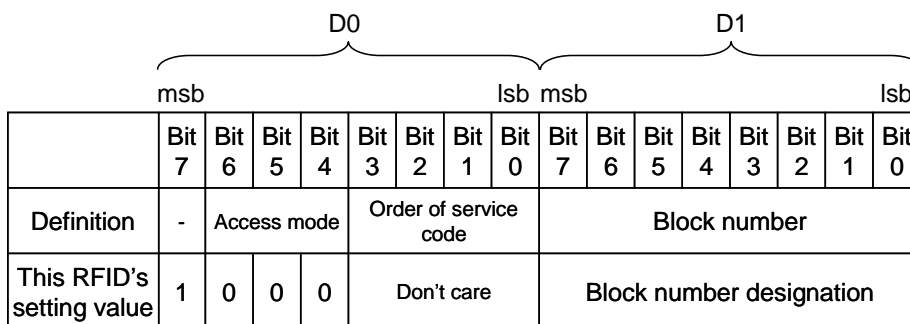 D0 D1
msb lsb msb lsb
Bit 7 Bit 6 Bit 5 Bit 4 Bit 3 Bit 2 Bit 1 Bit 0 Bit 7 Bit 6 Bit 5 Bit 4 Bit 3 Bit 2 Bit 1 Bit 0
Definition - Access mode Order of service code Block number
This RFID's setting value 1 0 0 0 Don't care Block number designation